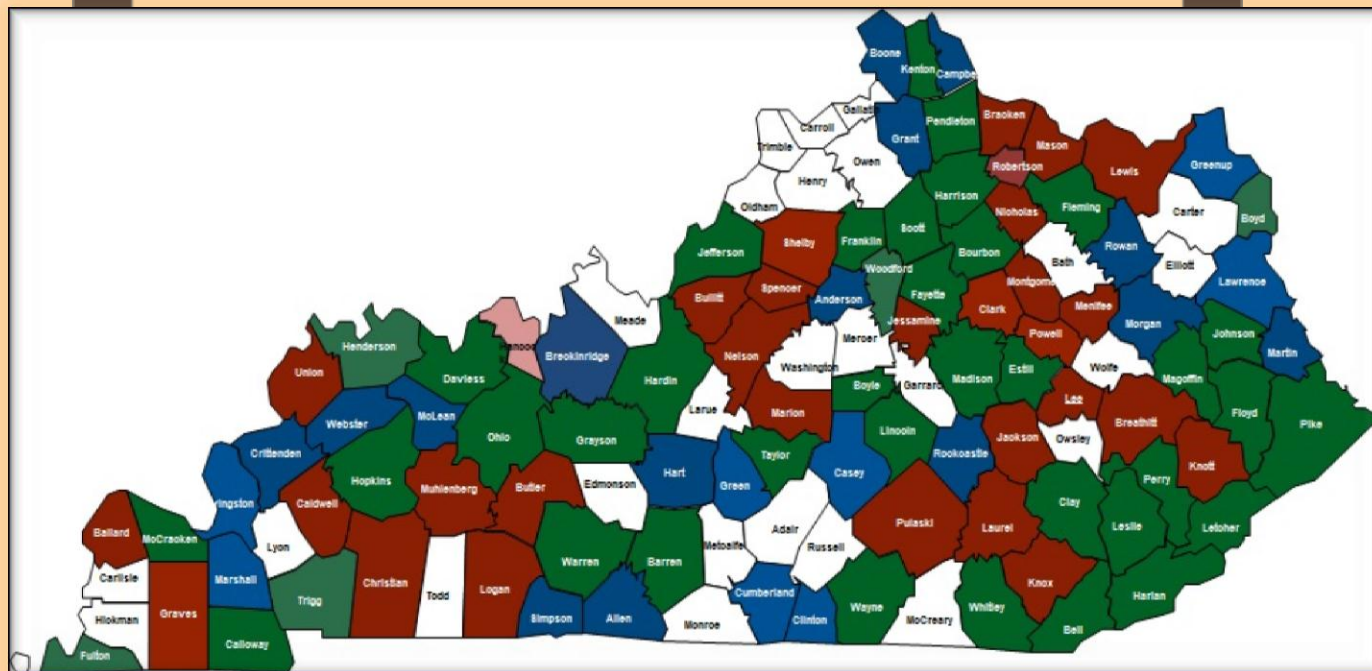 Boone
Kenton
Campbe
Gallati
Carroll
Trimble
Owen
Grant
Pendleton
Bracken
Mason
Robertson
Lewis
Greenup
Henry
Oldham
Harrison
Nicholas
Fleming
Carter
Boyd
Jefferson
Shelby
Franklin
Scott
Bourbon
Bath
Rowan
Elliott
Lawrence
Woodford
Fayette
Bullitt
Spencer
Anderson
Montgome
Clark
Menifee
Jessamine
Morgan
Johnson
Martin
Meade
Mercer
Powell
Henderson
Breckinridge
Nelson
Washington
Wolfe
Magoffin
Union
Daviess
Hardin
Boyle
Garrard
Madison
Estill
Lee
Floyd
Pike
Webster
McLean
Larue
Marion
Breathitt
Ohio
Grayson
Lincoln
Jackson
Owsley
Crittenden
Taylor
Rockcastle
Knott
Hopkins
Hart
Green
Casey
Perry
Muhlenberg
Butler
Edmonson
Clay
vingston
Caldwell
Pulaski
Laurel
Leslie
Letcher
Ballard
McCracken
Lyon
Adair
Metcalfe
Russell
Warren
Barren
Carlisle
Marshall
Christian
Logan
Knox
Trigg
Todd
Cumberland
Harlan
Graves
Wayne
Whitley
Hickman
Simpson
Allen
Monroe
Clinton
McCreary
Bell
Calloway
Fulton